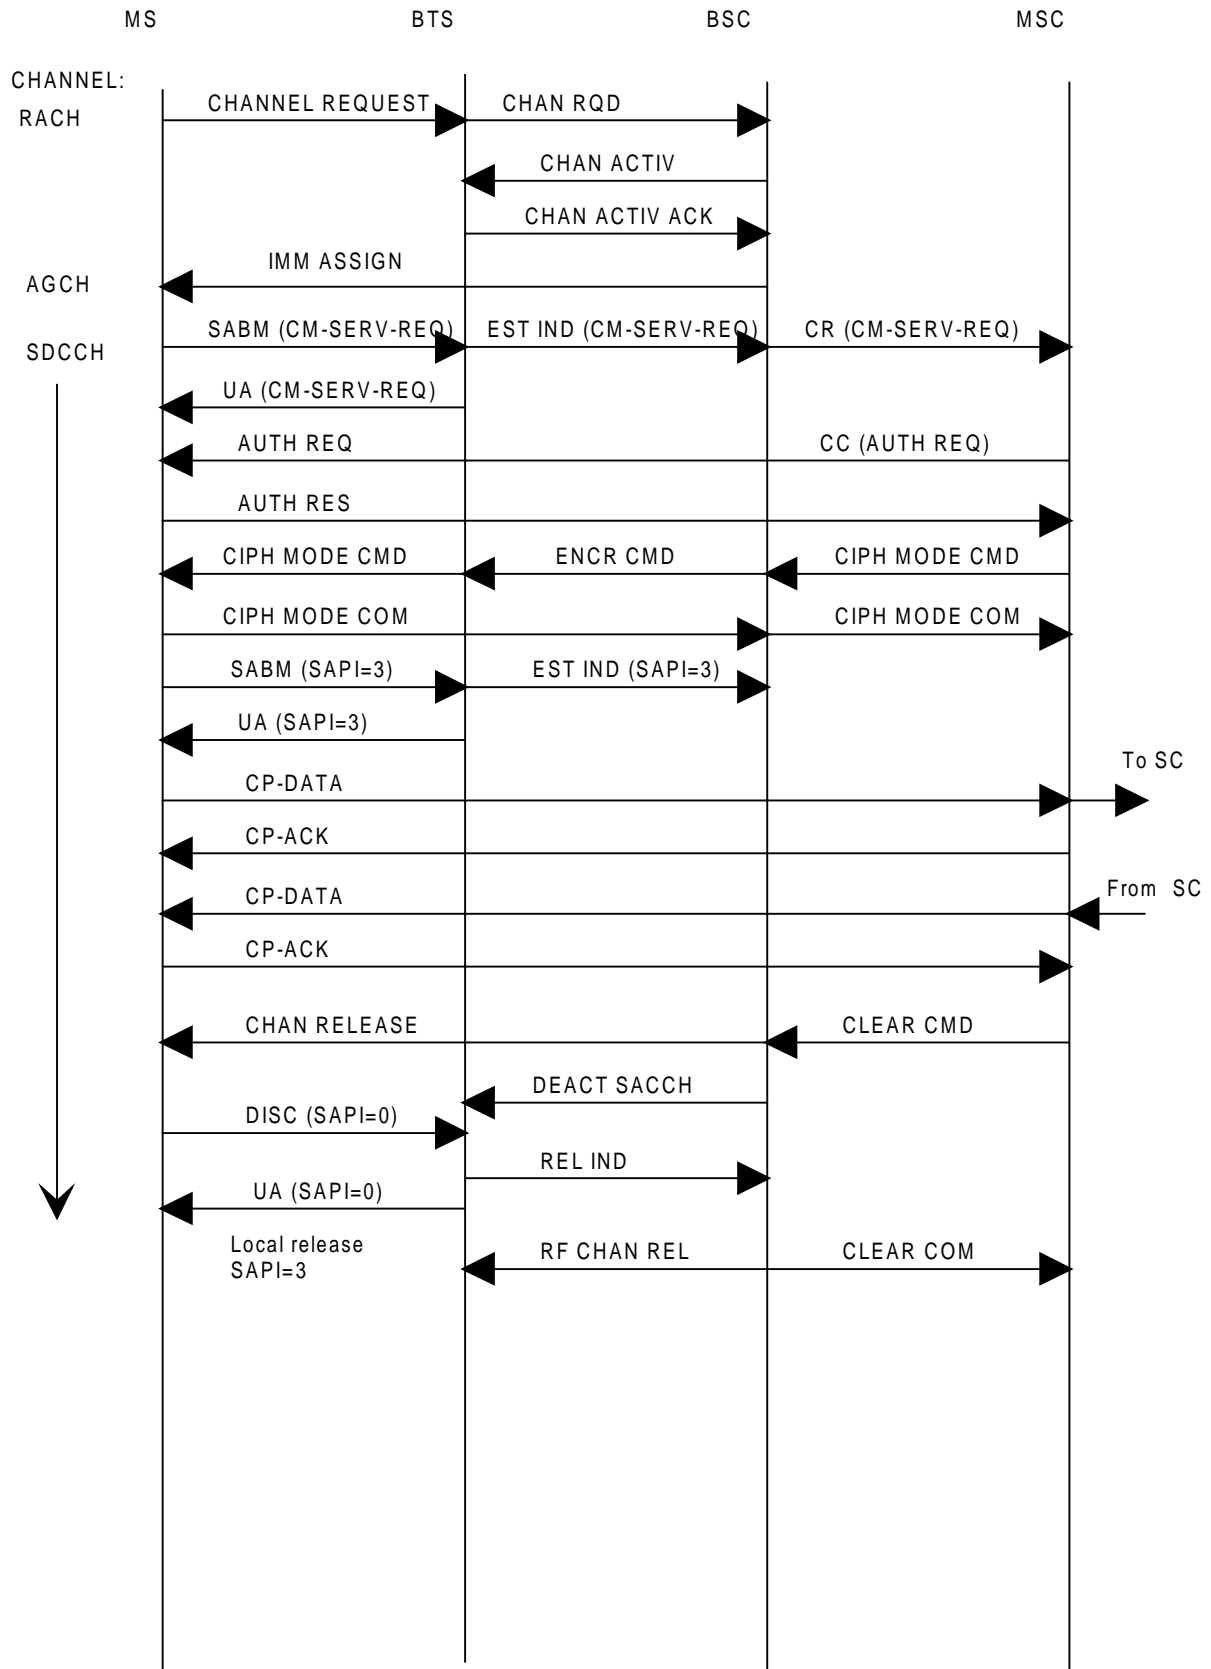 MS BTS BSC MSC
CHANNEL:
RACH
CHANNEL REQUEST CHAN RQD
CHAN ACTIV
CHAN ACTIV ACK
IMM ASSIGN
AGCH
SABM (CM-SERV-REQ) EST IND (CM-SERV-REQ) CR (CM-SERV-REQ)
SDCCH
UA (CM-SERV-REQ)
AUTH REQ CC (AUTH REQ)
AUTH RES
CIPH MODE CMD ENCR CMD CIPH MODE CMD
CIPH MODE COM CIPH MODE COM
SABM (SAPI=3) EST IND (SAPI=3)
UA (SAPI=3)
To SC
CP-DATA
CP-ACK
From SC
CP-DATA
CP-ACK
CHAN RELEASE CLEAR CMD
DEACT SACCH
DISC (SAPI=0)
REL IND
UA (SAPI=0)
Local release
SAPI=3
RF CHAN REL CLEAR COM